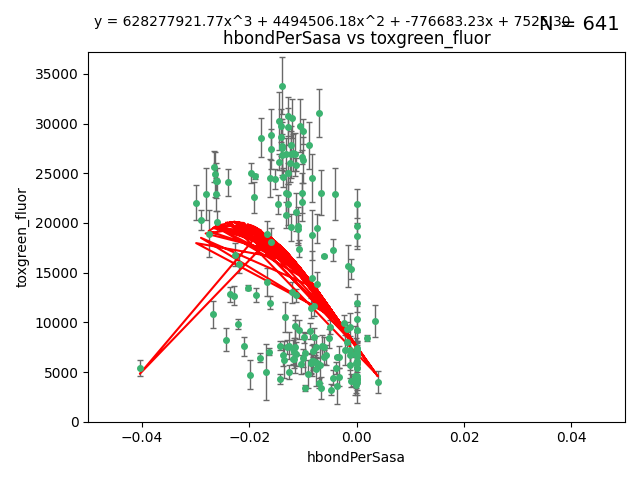 y = 628277921.77x^3 + 4494506.18x^2 + -776683.23x +
N = 641
hbondPerSasa vs toxgreen_fluor
35000
30000
25000
20000
15000
10000
5000
0
toxgreen_fluor
−0.04
−0.02
0.00
0.02
0.04
hbondPerSasa